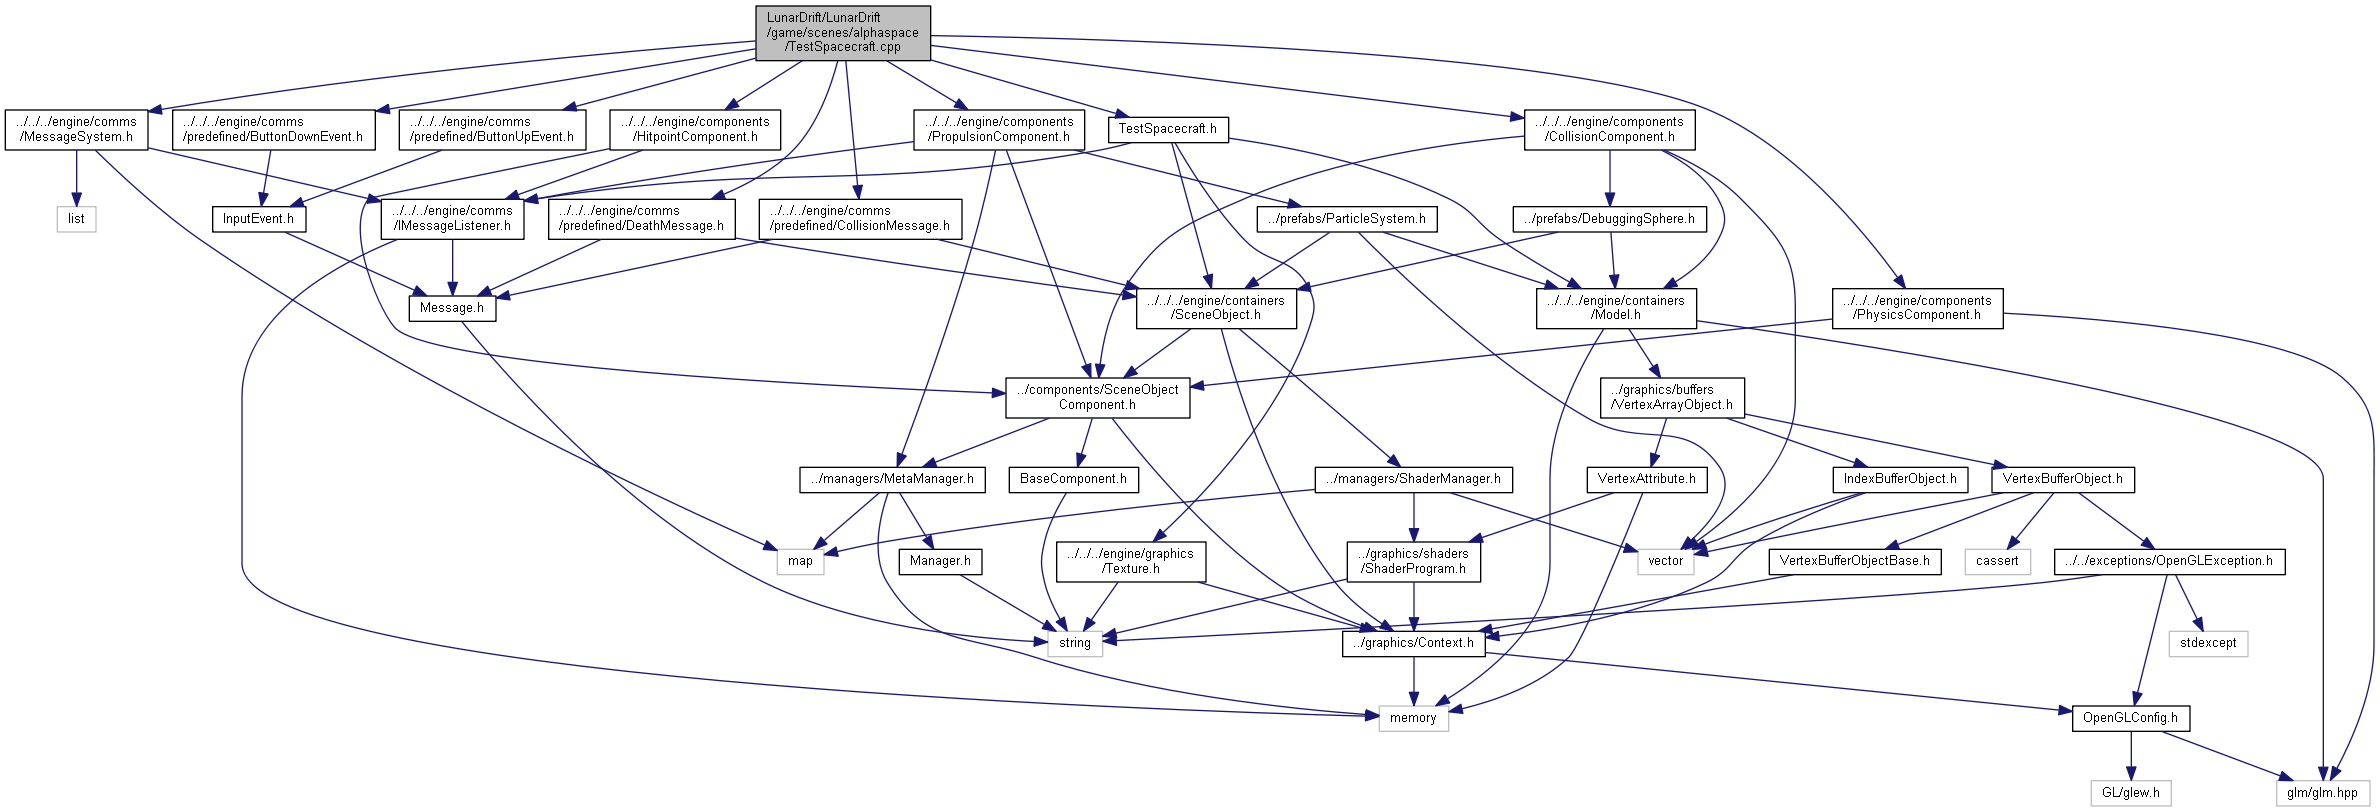 LunarDrift/LunarDrift
/game/scenes/alphaspace
/TestSpacecraft.cpp
../../../engine/comms
/MessageSystem.h
../../../engine/comms
/predefined/ButtonDownEvent.h
../../../engine/comms
/predefined/ButtonUpEvent.h
../../../engine/components
/HitpointComponent.h
../../../engine/components
/PropulsionComponent.h
TestSpacecraft.h
../../../engine/components
/CollisionComponent.h
list
InputEvent.h
../../../engine/comms
/IMessageListener.h
../../../engine/comms
/predefined/DeathMessage.h
../../../engine/comms
/predefined/CollisionMessage.h
../prefabs/ParticleSystem.h
../prefabs/DebuggingSphere.h
Message.h
../../../engine/containers
/SceneObject.h
../../../engine/containers
/Model.h
../../../engine/components
/PhysicsComponent.h
../components/SceneObject
Component.h
../graphics/buffers
/VertexArrayObject.h
../managers/MetaManager.h
BaseComponent.h
../managers/ShaderManager.h
VertexAttribute.h
IndexBufferObject.h
VertexBufferObject.h
map
Manager.h
../../../engine/graphics
/Texture.h
../graphics/shaders
/ShaderProgram.h
vector
VertexBufferObjectBase.h
cassert
../../exceptions/OpenGLException.h
string
../graphics/Context.h
stdexcept
memory
OpenGLConfig.h
GL/glew.h
glm/glm.hpp